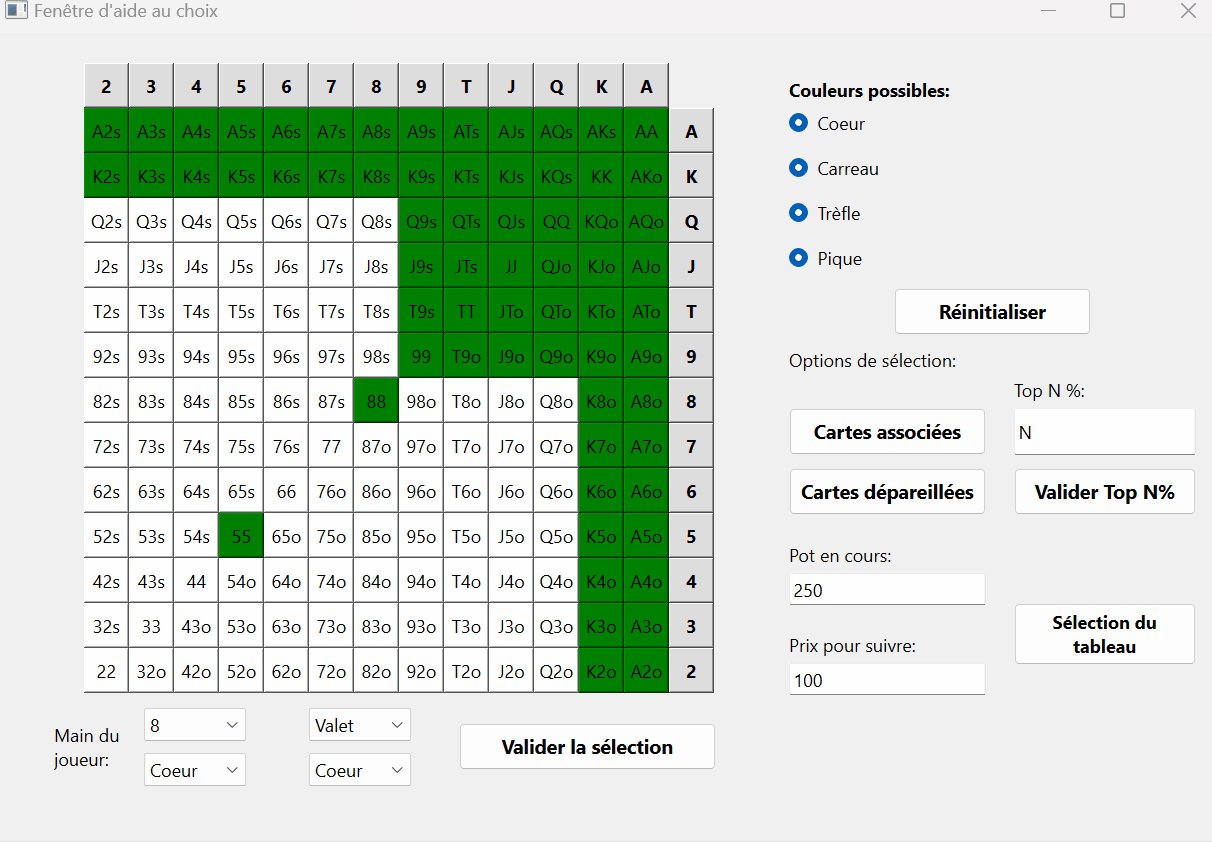 Fenêtre d'aide au choix
2 3 4 5 6 7 8 9 T J Q K A
A2s A3s A4s A5s A6s A7s A8s A9s ATs AJs AQs AKs AA A
K2s K3s K4s K5s K6s K7s K8s K9s KTs KJs KQs KK AKo K
Q2s Q3s Q4s Q5s Q6s Q7s Q8s Q9s QTs QJs QQ KQo AQo Q
J2s J3s J4s J5s J6s J7s J8s J9s JTs JJ QJo KJo AJo J
T2s T3s T4s T5s T6s T7s T8s T9s TT JTo QTo KTo ATo T
92s 93s 94s 95s 96s 97s 98s 99 T9o J9o Q9o K9o A9o 9
82s 83s 84s 85s 86s 87s 88 98o T8o J8o Q8o K8o A8o 8
72s 73s 74s 75s 76s 77 87o 97o T7o J7o Q7o K7o A7o 7
62s 63s 64s 65s 66 76o 86o 96o T6o J6o Q6o K6o A6o 6
52s 53s 54s 55 65o 75o 85o 95o T5o J5o Q5o K5o A5o 5
42s 43s 44 54o 64o 74o 84o 94o T4o J4o Q4o K4o A4o 4
32s 33 43o 53o 63o 73o 83o 93o T3o J3o Q3o K3o A3o 3
22 32o 42o 52o 62o 72o 82o 92o T2o J2o Q2o K2o A2o 2
Main du
joueur:
8 Valet
Coeur Coeur
Valider la sélection
Couleurs possibles:
Coeur
Carreau
Trèfle
Pique
Réinitialiser
Options de sélection:
Top N %:
Cartes associées
N
Cartes dépareillées
Valider Top N%
Pot en cours:
250
Sélection du
tableau
Prix pour suivre:
100